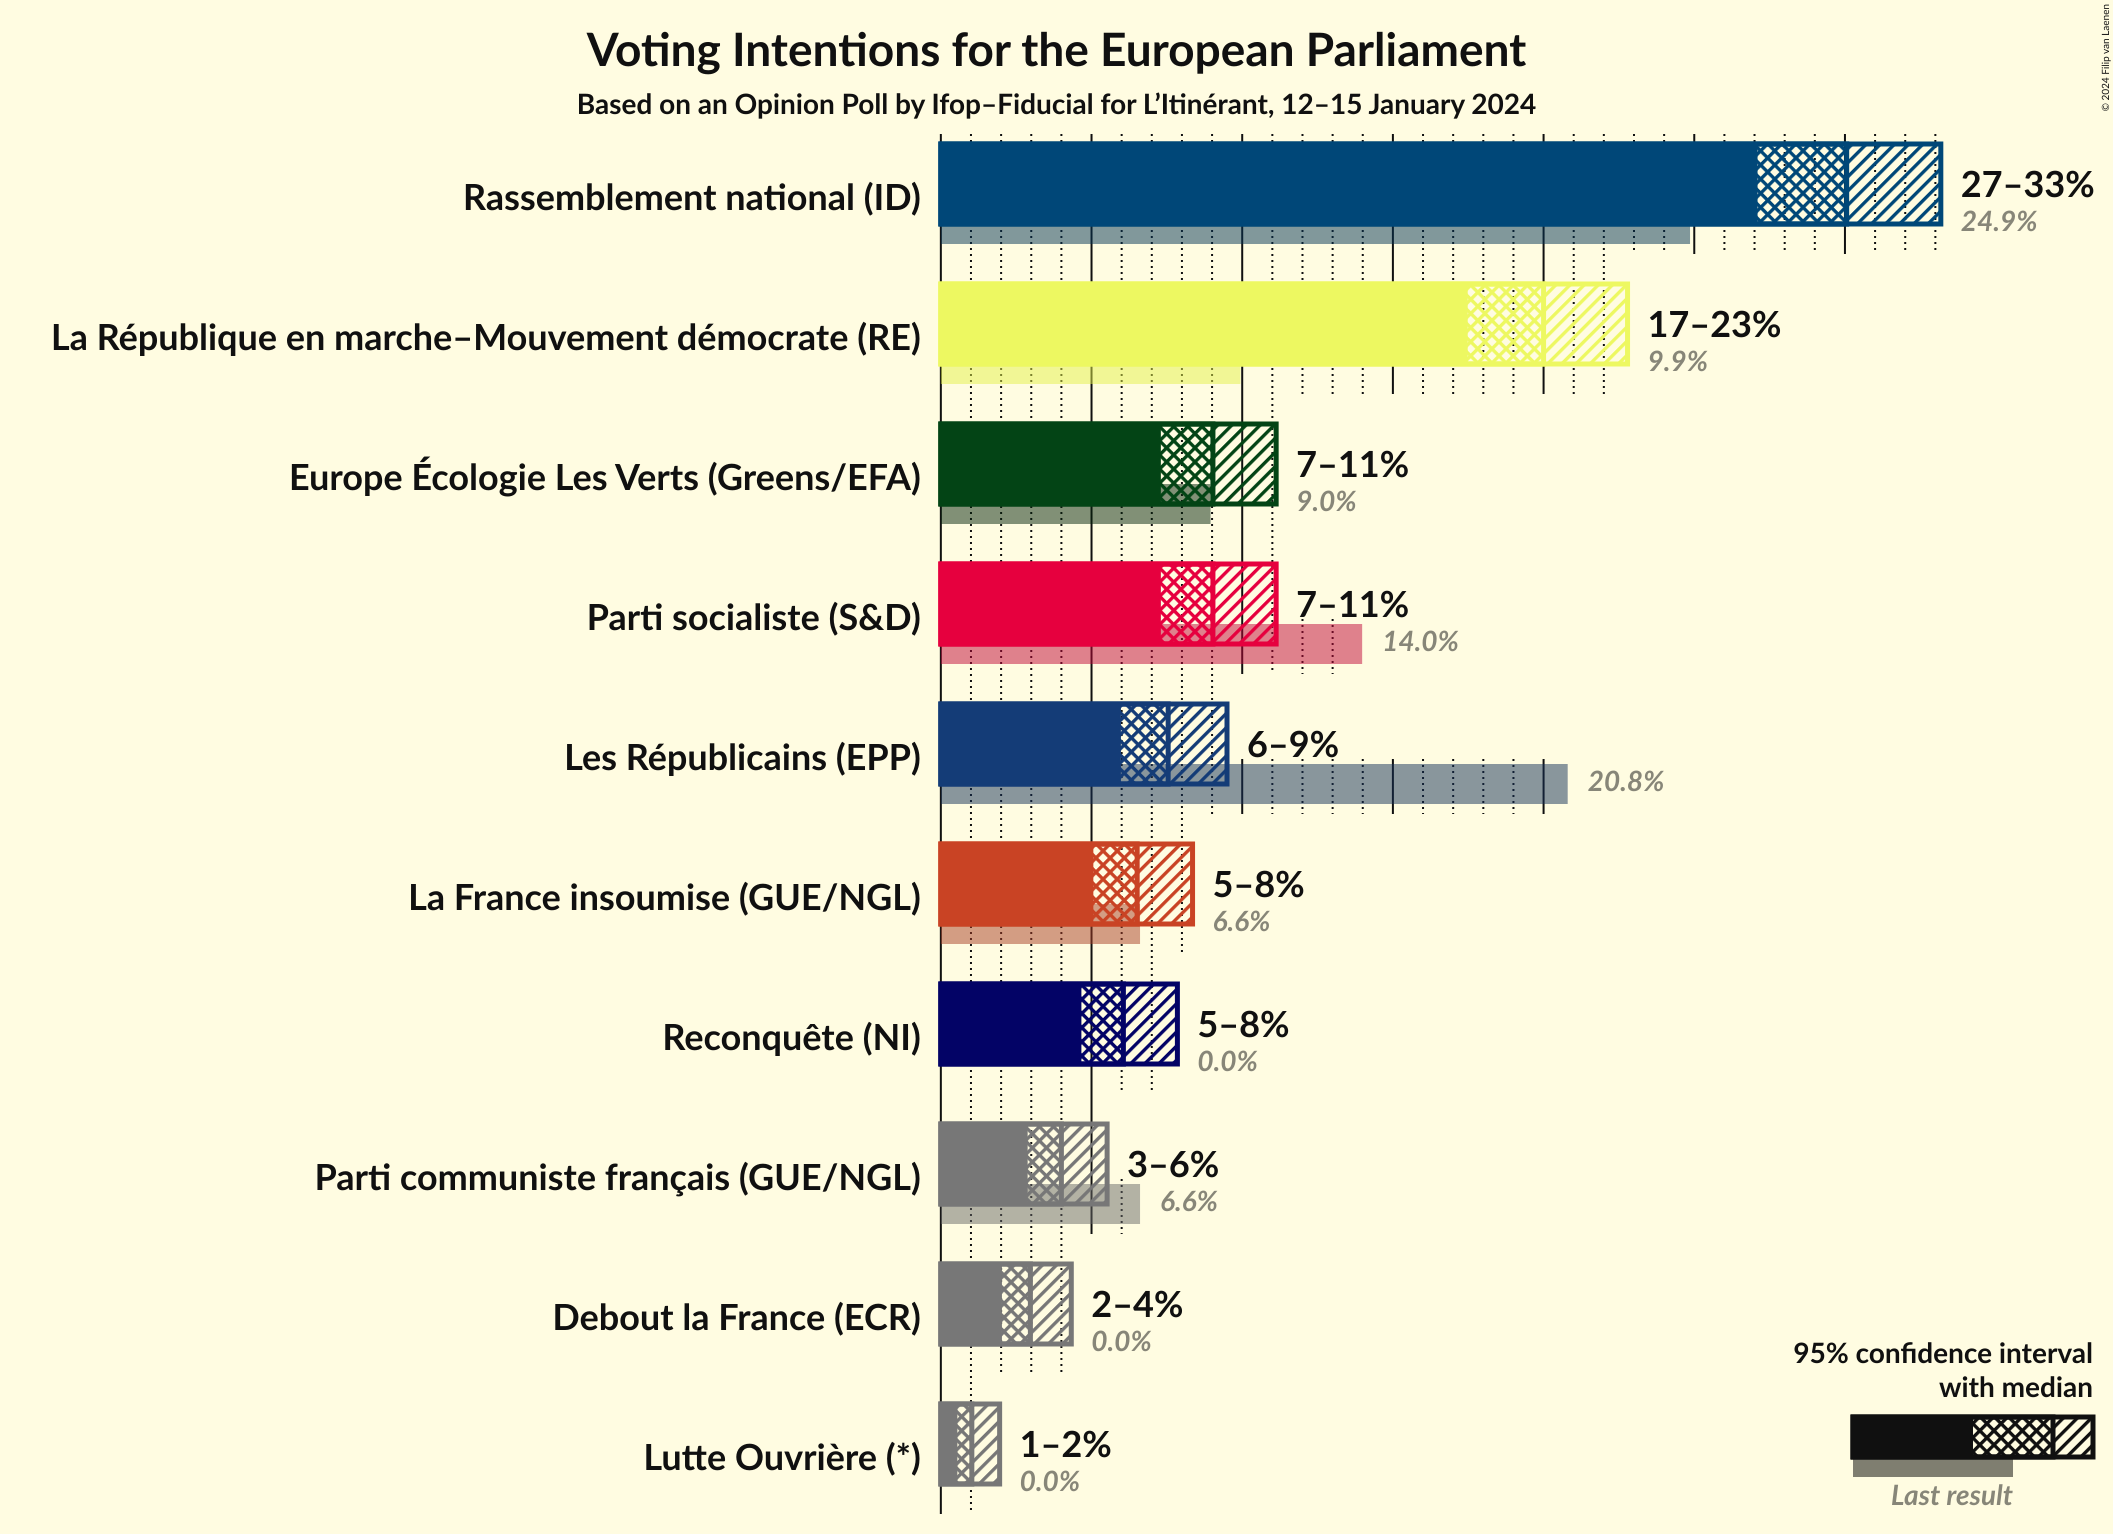 Voting Intentions for the European Parliament
Based on an Opinion Poll by Ifop–Fiducial for L’Itinérant, 12–15 January 2024
© 2024 Filip van Laenen
Rassemblement national (ID)
27–33%
24.9%
La République en marche–Mouvement démocrate (RE)
17–23%
9.9%
Europe Écologie Les Verts (Greens/EFA)
7–11%
9.0%
Parti socialiste (S&D)
7–11%
14.0%
Les Républicains (EPP)
6–9%
20.8%
La France insoumise (GUE/NGL)
5–8%
6.6%
Reconquête (NI)
5–8%
0.0%
Parti communiste français (GUE/NGL)
3–6%
6.6%
Debout la France (ECR)
2–4%
0.0%
Lutte Ouvrière (*)
1–2%
0.0%
95% confidence interval
with median
Last result